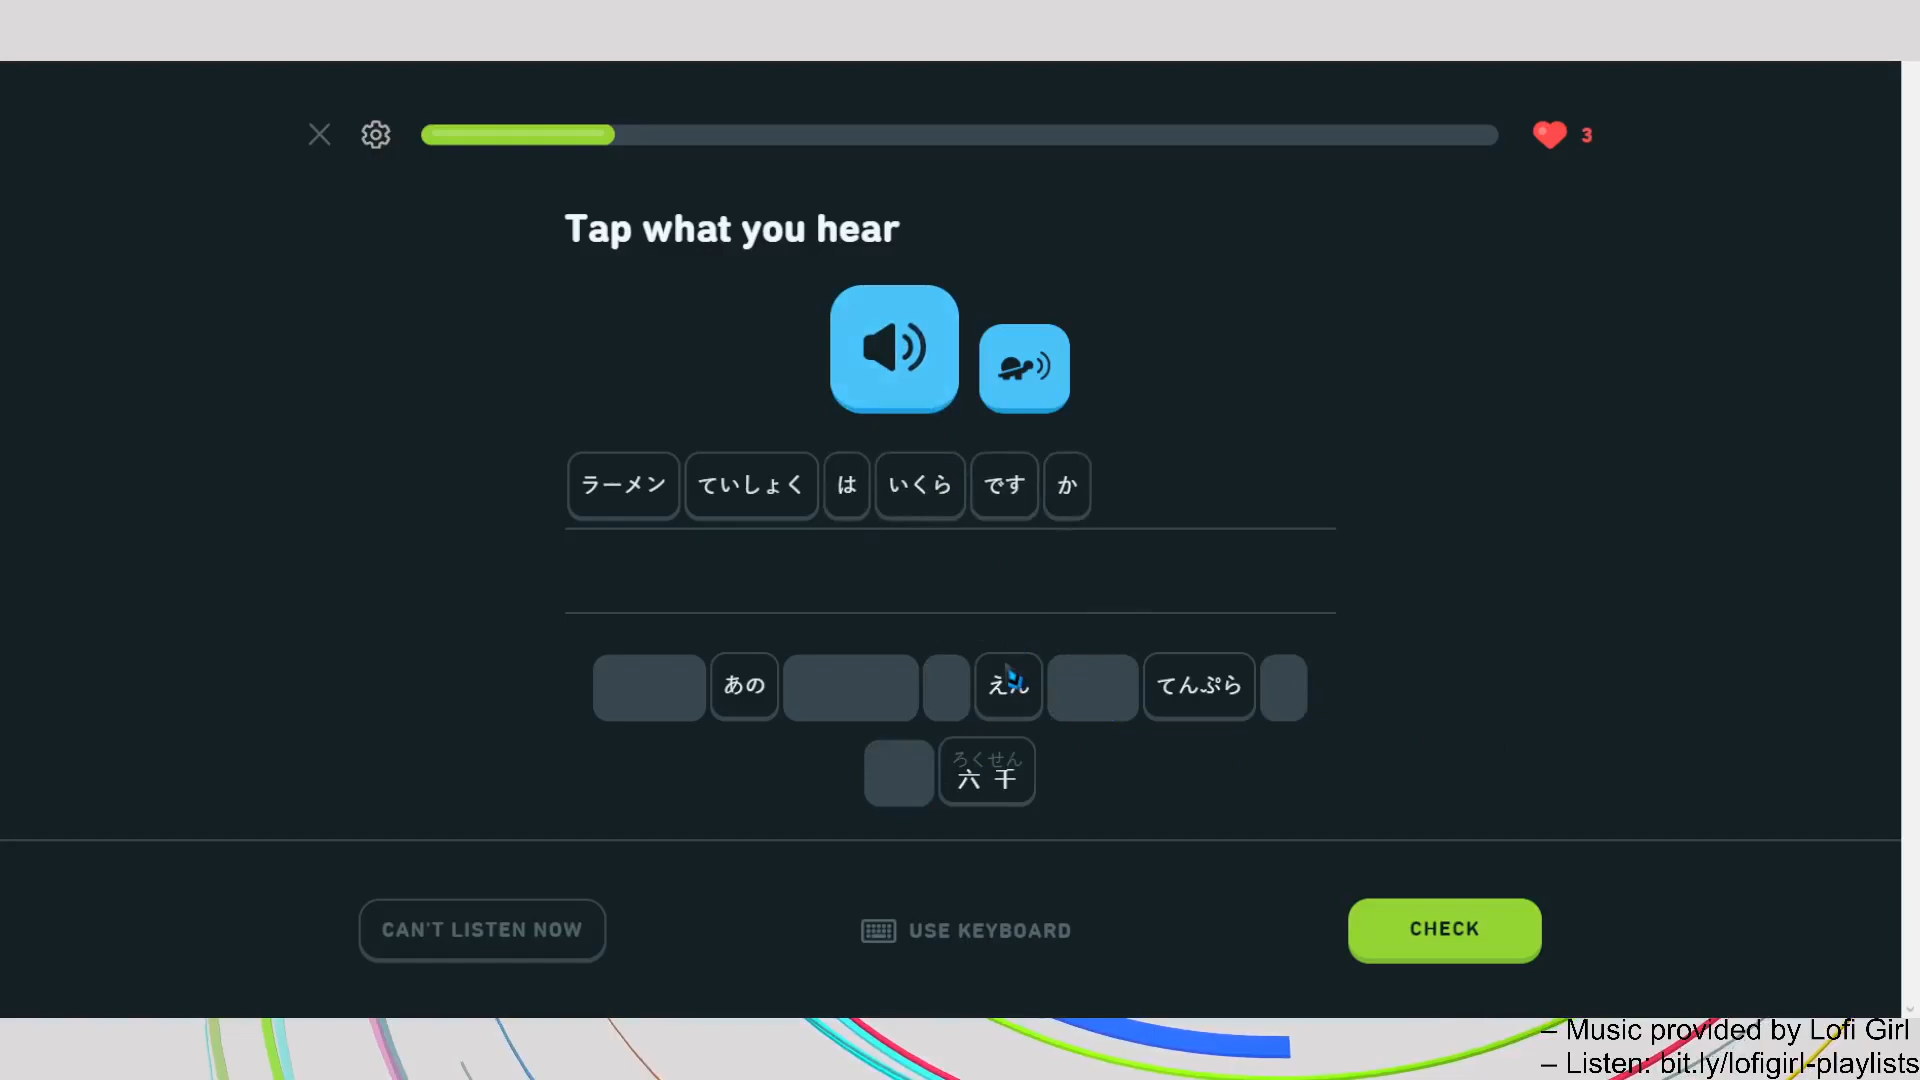 3
Tap what you hear
ラーメン ていしょく は いくら です か
あの えん てんぷら
ろくせん
六千
CAN'T LISTEN NOW USE KEYBOARD CHECK
– Music provided by Lofi Girl
– Listen: bit.ly/lofigirl-playlists